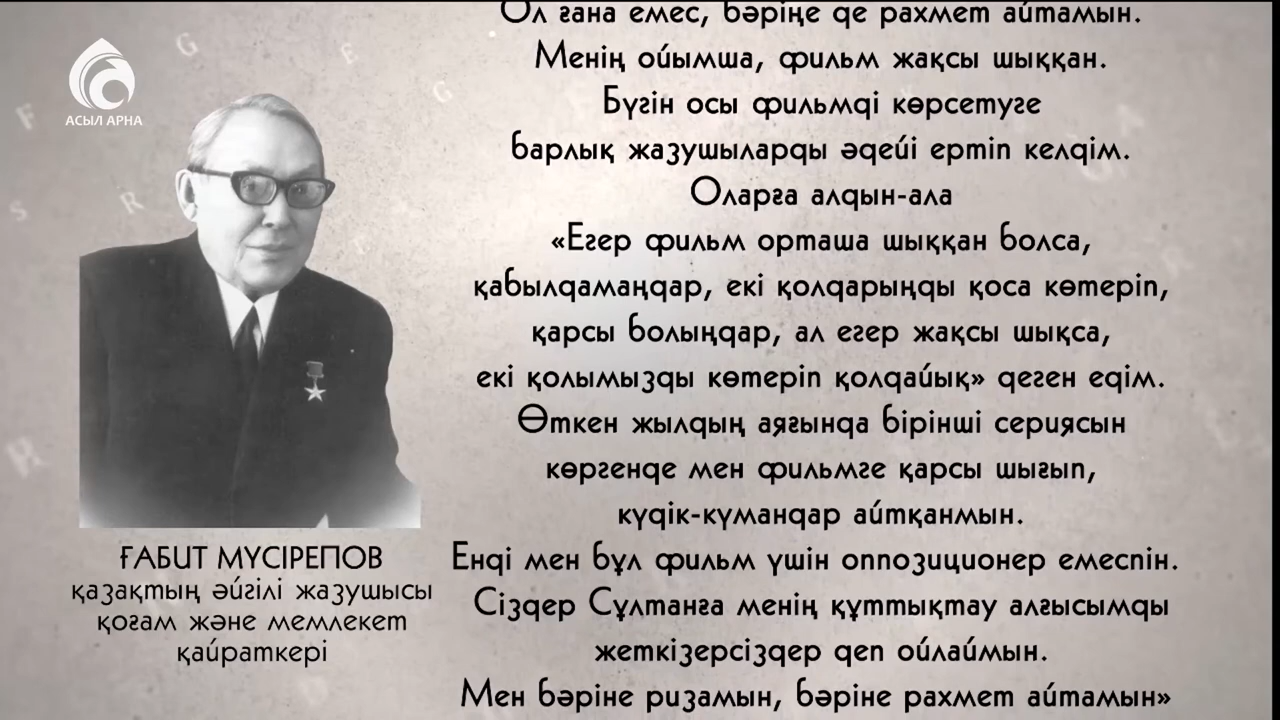 АСЫЛ АРНА
Ол ғана емес, бәріңе де рахмет айтамын.
Менің ойымша, фильм жақсы шыққан.
Бүгін осы фильмді көрсетуге
барлық жазушыларды әдейі ертіп келдім.
Оларға алдын-ала
«Егер фильм орташа шыққан болса,
қабылдамаңдар, екі қолдарыңды қоса көтеріп,
қарсы болыңдар, ал егер жақсы шықса,
екі қолымызды көтеріп қолдайық» деген едім.
Өткен жылдың аяғында бірінші сериясын
көргенде мен фильмге қарсы шығып,
күдік-күмандар айтқанмын.
Енді мен бұл фильм үшін оппозиционер емеспін.
Сіздер Сұлтанға менің құттықтау алғысымды
жеткізерсіздер деп ойлаймын.
Мен бәріне ризамын, бәріне рахмет айтамын»
ҒАБИТ МҮСІРЕПОВ
қазақтың әйгілі жазушысы
қоғам және мемлекет
қайраткері